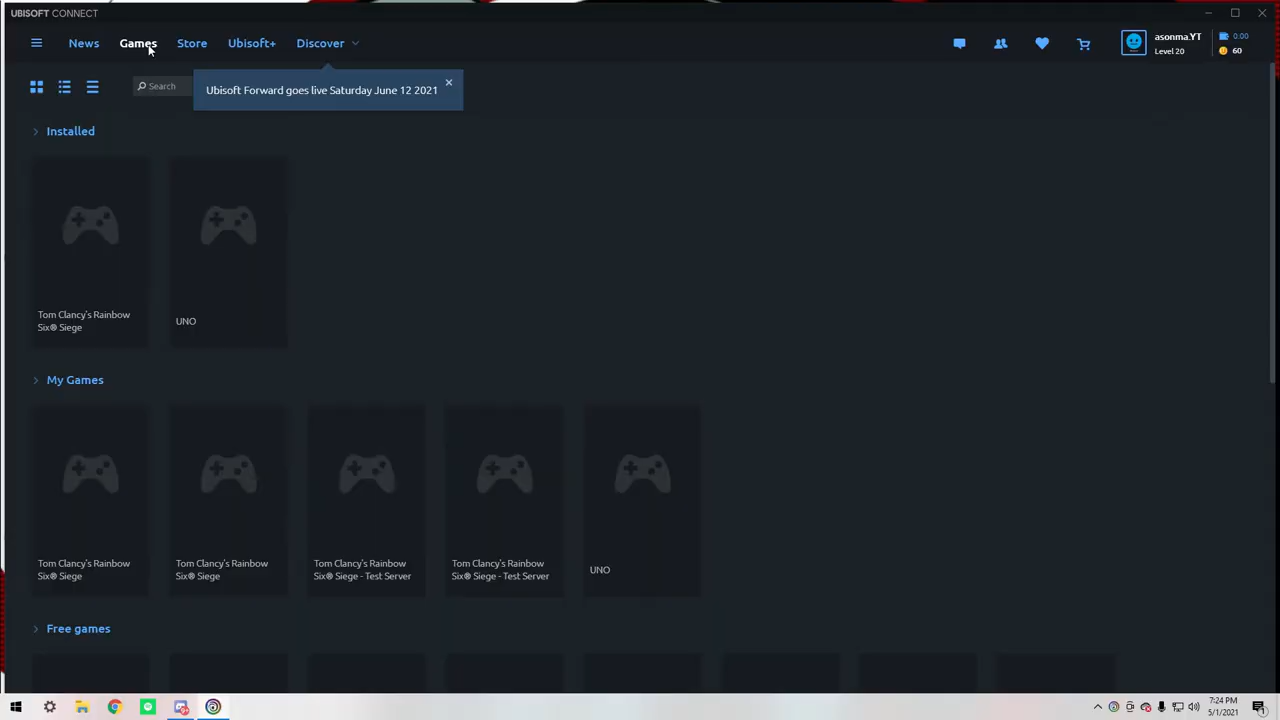 UBISOFT CONNECT
News Games Store Ubisoft+ Discover
asonma.YT
Level 20
0.00
60
Search
Ubisoft Forward goes live Saturday June 12 2021
Installed
Tom Clancy's Rainbow
Six® Siege
UNO
My Games
Tom Clancy's Rainbow
Six® Siege
Tom Clancy's Rainbow
Six® Siege
Tom Clancy's Rainbow
Six® Siege - Test Server
Tom Clancy's Rainbow
Six® Siege - Test Server
UNO
Free games
7:24 PM
5/1/2021
1